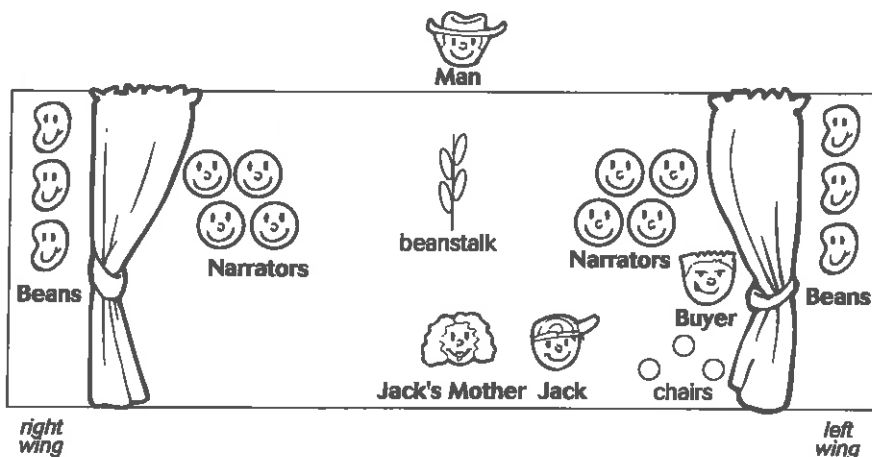 Man
beanstalk
Narrators
Narrators
Beans
Buyer
Beans
Jack's Mother
Jack
chairs
right
wing
left
wing